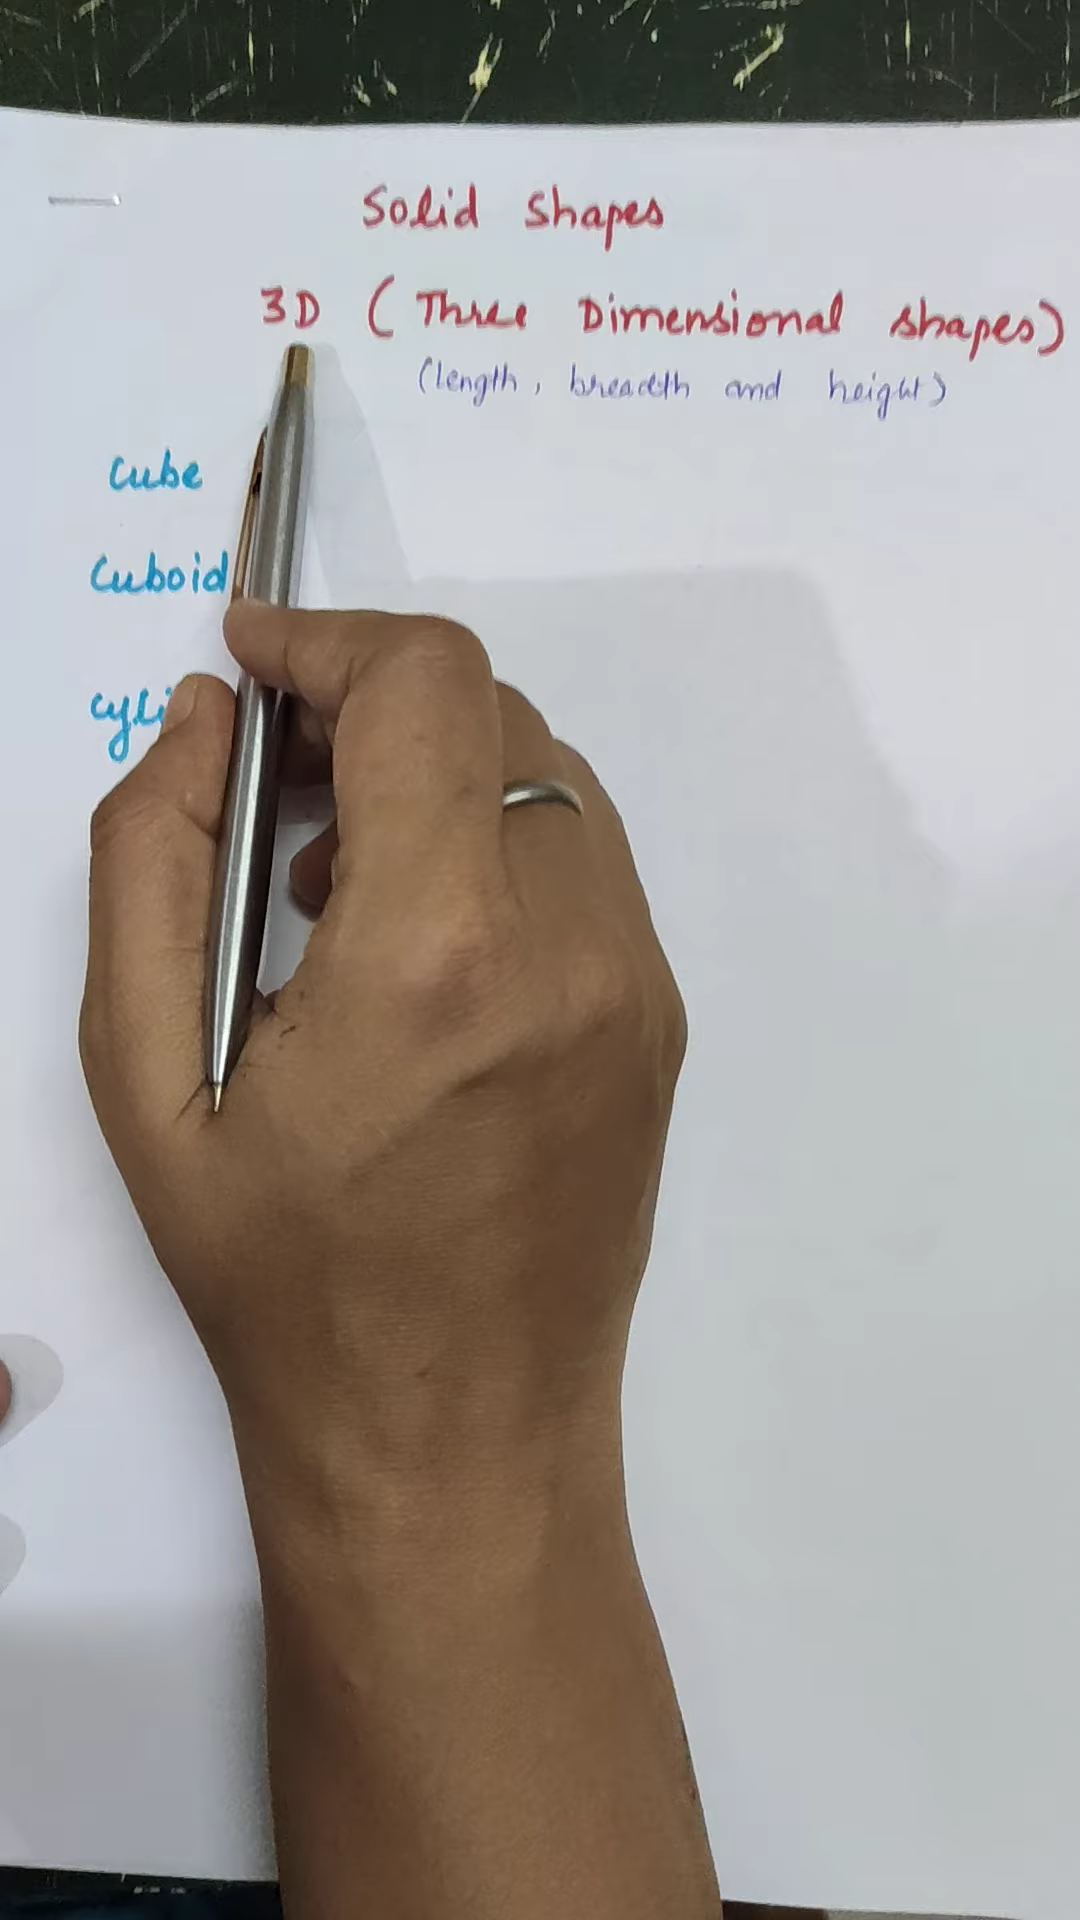 Solid Shapes
3D ( Three Dimensional shapes)
(length, breadth and height)
Cube
Cuboid